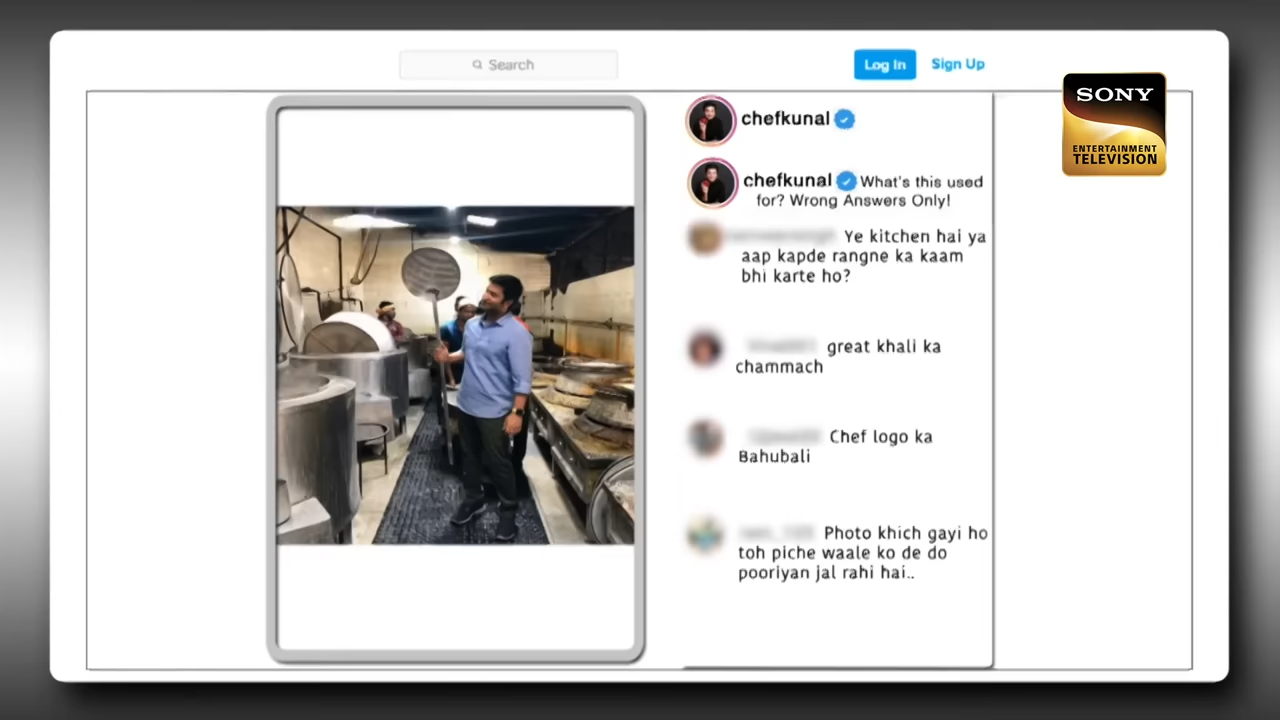 Search
Log In
Sign Up
SONY
ENTERTAINMENT
TELEVISION
chefkunal
chefkunal What's this used
for? Wrong Answers Only!
Ye kitchen hai ya
aap kapde rangne ka kaam
bhi karte ho?
great khali ka
chammach
Chef logo ka
Bahubali
Photo khich gayi ho
toh piche waale ko de do
pooriyan jal rahi hai..